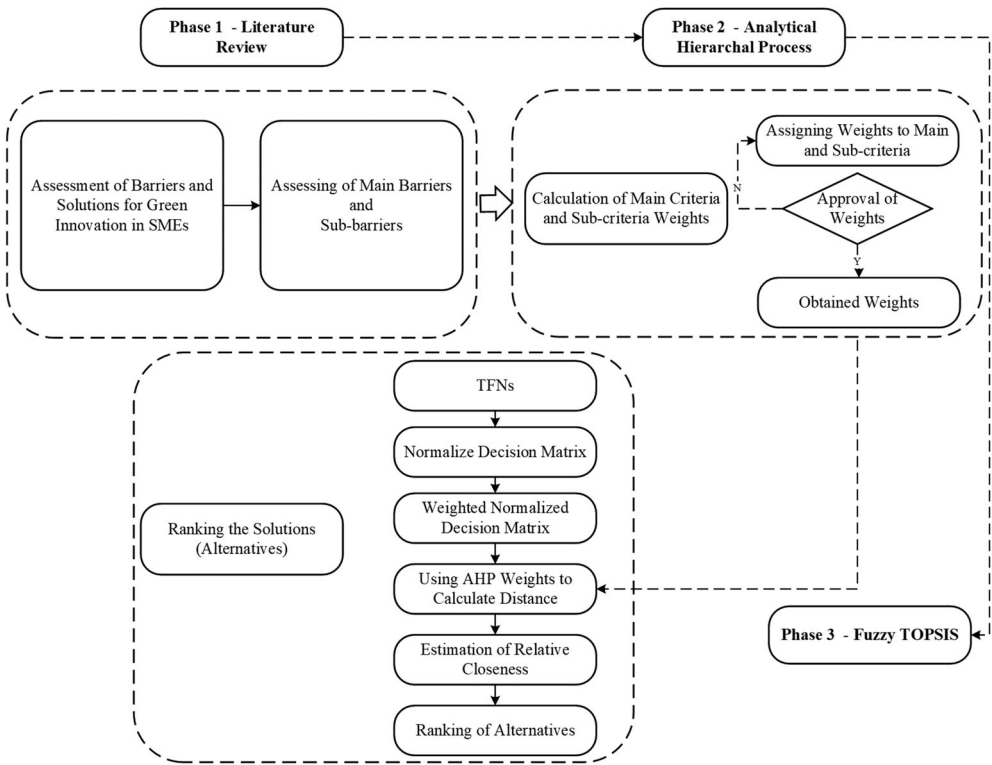 Phase 1 - Literature
Review
Phase 2 - Analytical
Hierarchal Process
Assessment of Barriers and
Solutions for Green
Innovation in SMEs
Assessing of Main Barriers
and
Sub-barriers
Calculation of Main Criteria
and Sub-criteria Weights
Assigning Weights to Main
and Sub-criteria
N
Approval of
Weights
Y
Obtained Weights
TFNs
Normalize Decision Matrix
Weighted Normalized
Decision Matrix
Ranking the Solutions
(Alternatives)
Using AHP Weights to
Calculate Distance
Estimation of Relative
Closeness
Ranking of Alternatives
Phase 3 - Fuzzy TOPSIS